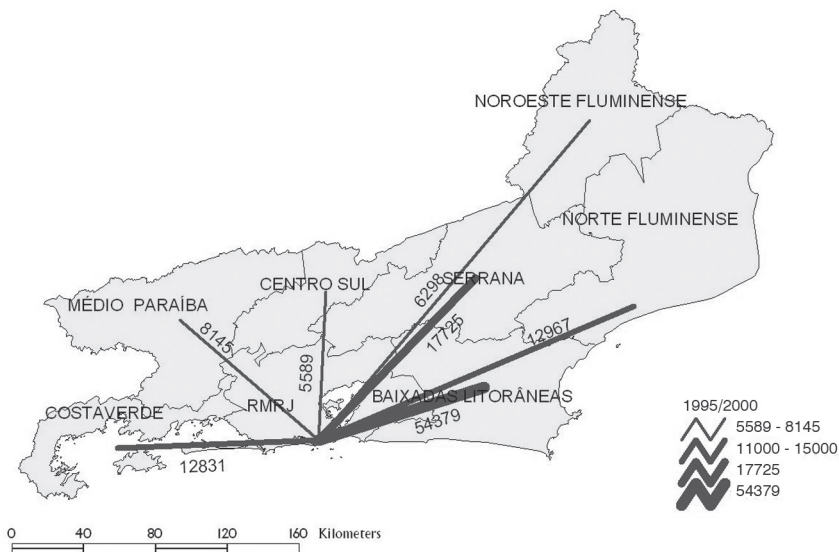 NOROESTE FLUMINENSE
NORTE FLUMINENSE
6298
SERRANA
CENTRO SUL
MÉDIO PARAÍBA
8145
17725
12967
5589
BAIXADAS LITORÂNEAS
RMRJ
COSTAVERDE
54379
12831
1995/2000
5589 - 8145
11000 - 15000
17725
54379
0 40 80 120 160 Kilometers